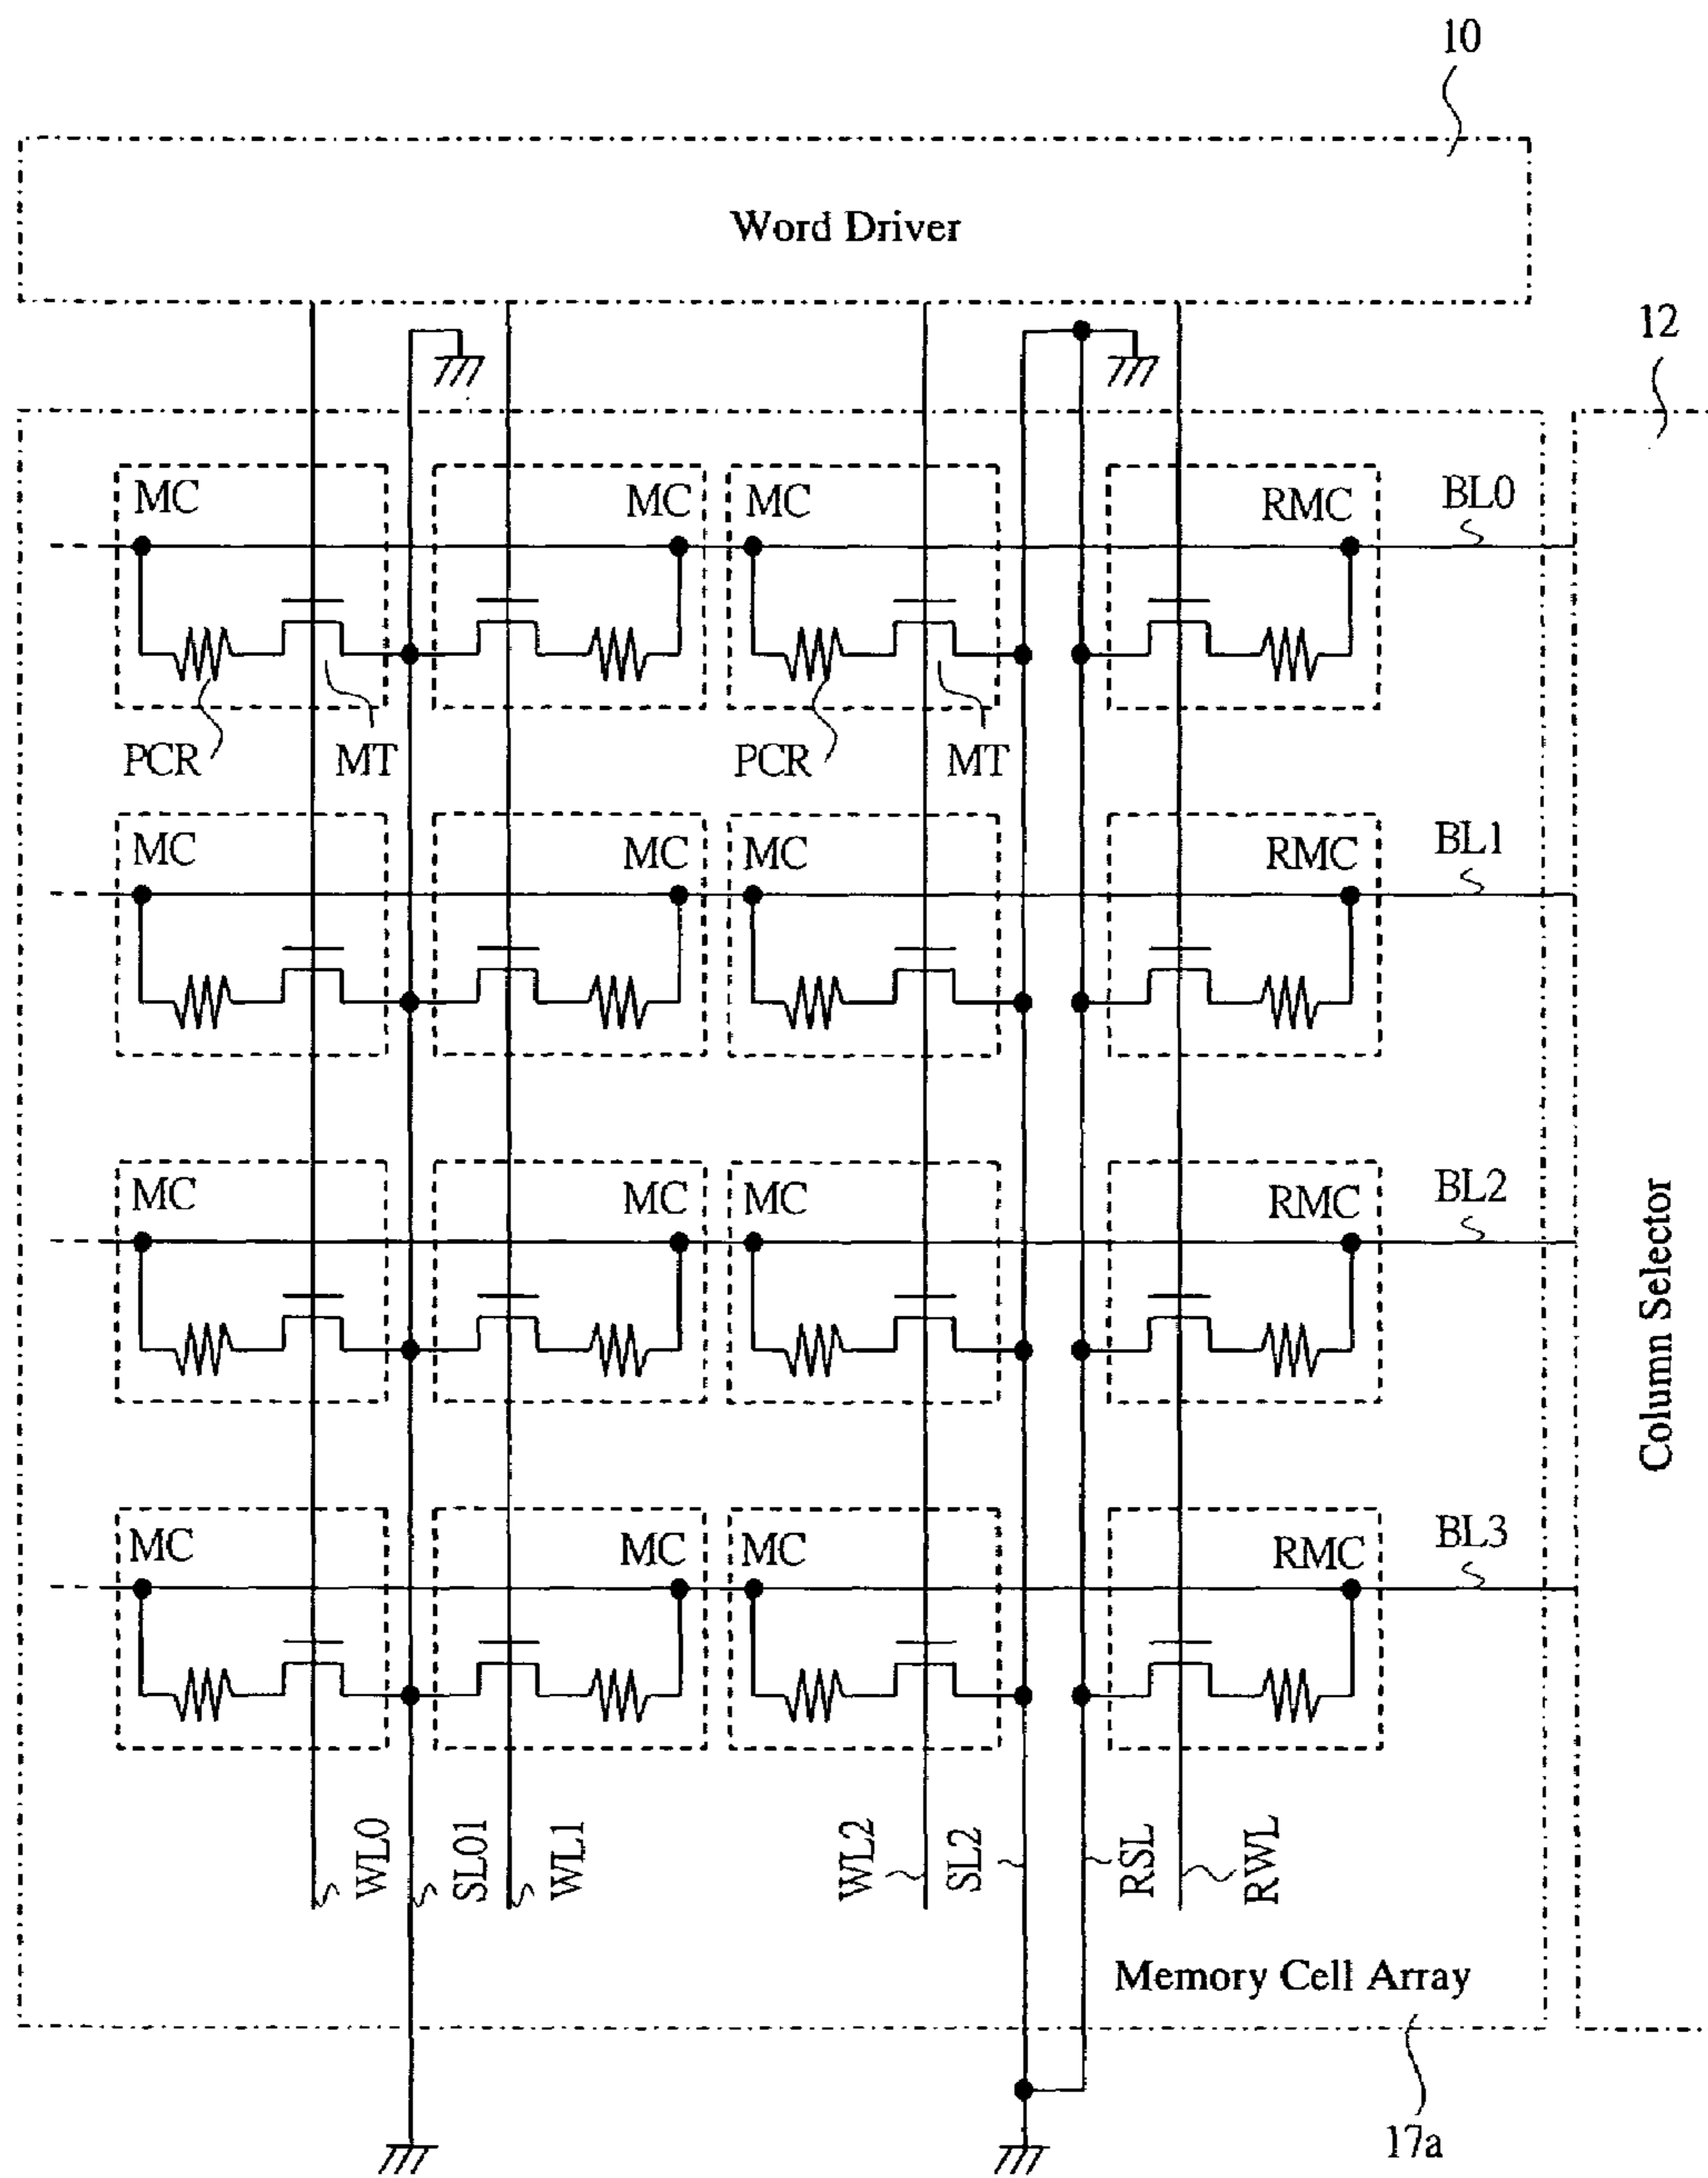 10
Word Driver
12
MC
MC
MC
RMC
BL0
PCR
MT
PCR
MT
MC
MC
MC
RMC
BL1
MC
MC
MC
RMC
BL2
Column Selector
MC
MC
MC
RMC
BL3
WL0
SL01
WL1
WL2
SL2
RSL
RWL
Memory Cell Array
17a